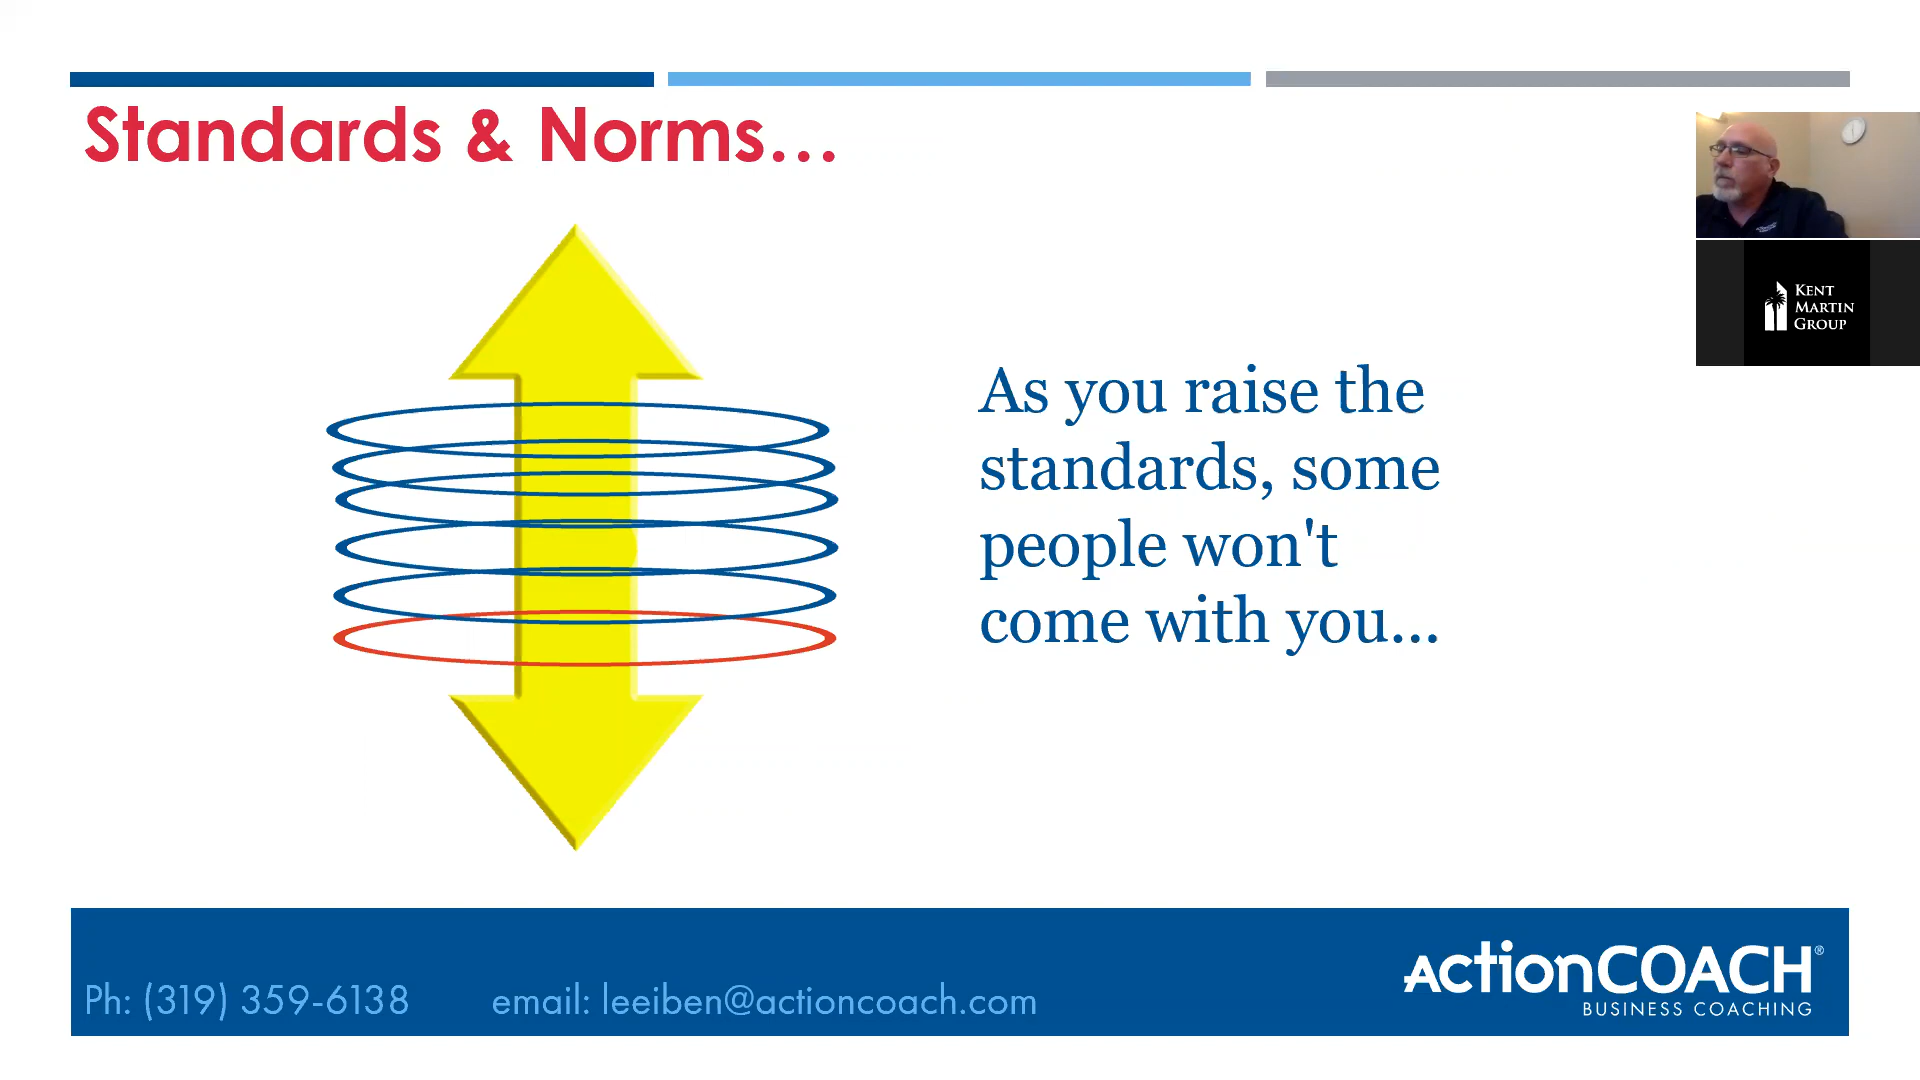 Standards & Norms...
KENT
MARTIN
GROUP
As you raise the
standards, some
people won't
come with you...
Ph: (319) 359-6138
email: leeiben@actioncoach.com
ActionCOACH®
BUSINESS COACHING